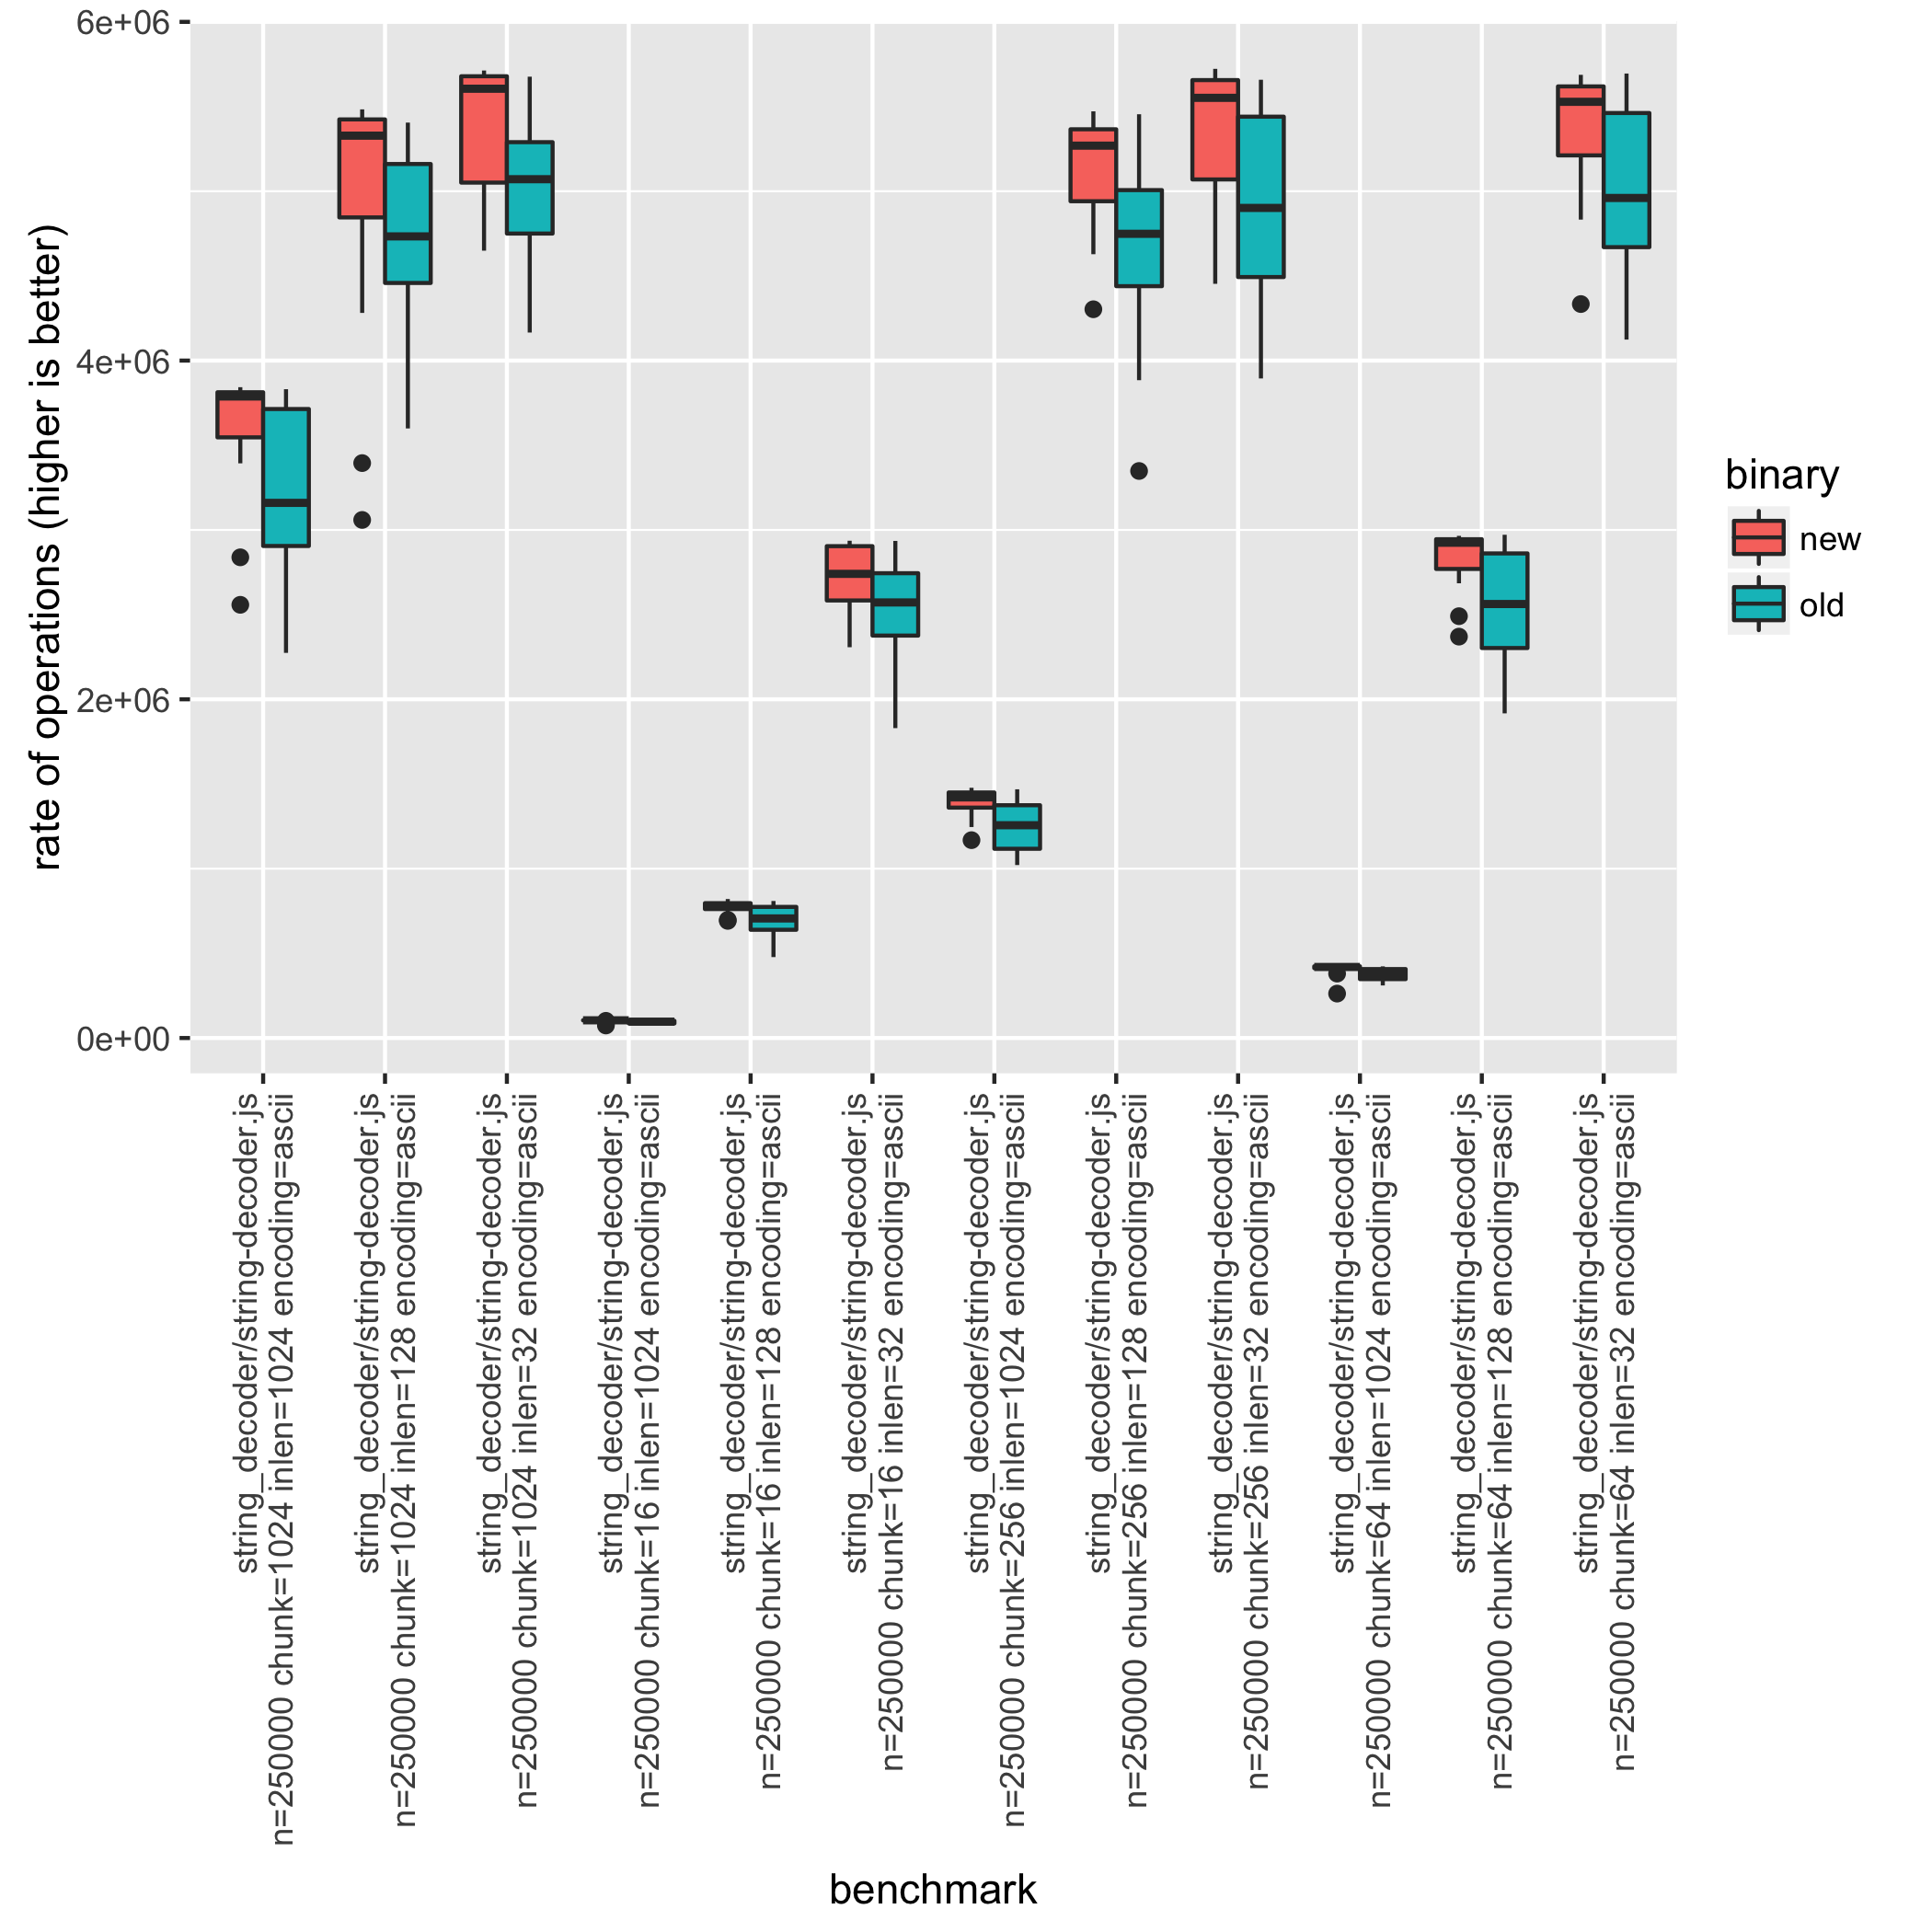 rate of operations (higher is better)
6e+06
4e+06
2e+06
0e+00
string_decoder/string-decoder.js
n=250000 chunk=1024 inlen=1024 encoding=ascii
string_decoder/string-decoder.js
n=250000 chunk=1024 inlen=128 encoding=ascii
string_decoder/string-decoder.js
n=250000 chunk=1024 inlen=32 encoding=ascii
string_decoder/string-decoder.js
n=250000 chunk=16 inlen=1024 encoding=ascii
string_decoder/string-decoder.js
n=250000 chunk=16 inlen=128 encoding=ascii
string_decoder/string-decoder.js
n=250000 chunk=16 inlen=32 encoding=ascii
string_decoder/string-decoder.js
n=250000 chunk=256 inlen=1024 encoding=ascii
string_decoder/string-decoder.js
n=250000 chunk=256 inlen=128 encoding=ascii
string_decoder/string-decoder.js
n=250000 chunk=256 inlen=32 encoding=ascii
string_decoder/string-decoder.js
n=250000 chunk=64 inlen=1024 encoding=ascii
string_decoder/string-decoder.js
n=250000 chunk=64 inlen=128 encoding=ascii
string_decoder/string-decoder.js
n=250000 chunk=64 inlen=32 encoding=ascii
benchmark
binary
new
old